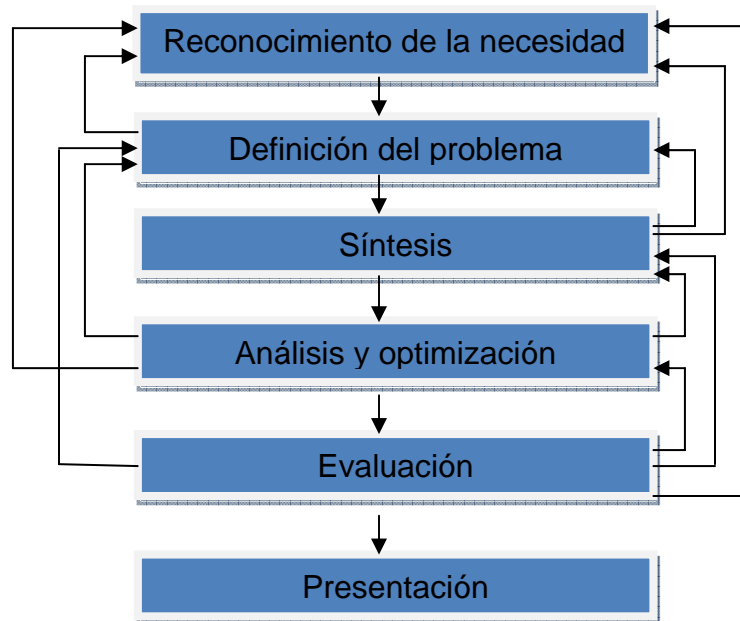 Reconocimiento de la necesidad
Definición del problema
Síntesis
Análisis y optimización
Evaluación
Presentación